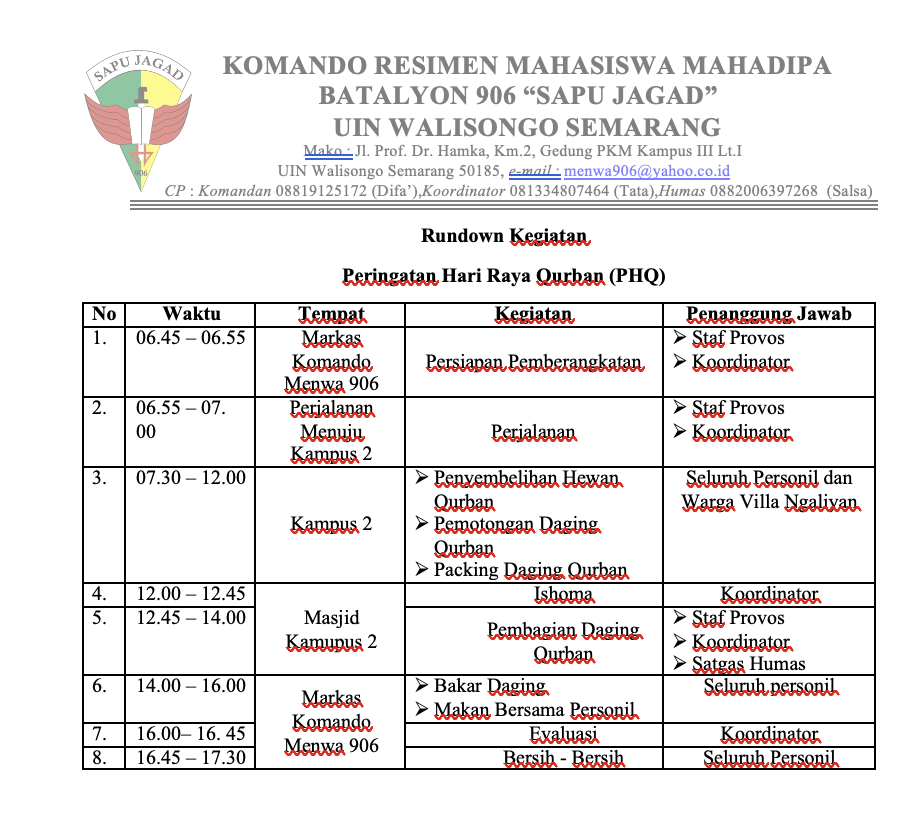 SAPU JAGAD
906
KOMANDO RESIMEN MAHASISWA MAHADIPA
BATALYON 906 “SAPU JAGAD”
UIN WALISONGO SEMARANG
Mako : Jl. Prof. Dr. Hamka, Km.2, Gedung PKM Kampus III Lt.I
UIN Walisongo Semarang 50185, e-mail : menwa906@yahoo.co.id
CP : Komandan 08819125172 (Difa’),Koordinator 081334807464 (Tata),Humas 0882006397268 (Salsa)
Rundown Kegiatan
Peringatan Hari Raya Qurban (PHQ)
No Waktu Tempat Kegiatan Penanggung Jawab
1. 06.45 – 06.55 Markas Komando Menwa 906 Persiapan Pemberangkatan ➢ Staf Provos ➢ Koordinator
2. 06.55 – 07. 00 Perjalanan Menuju Kampus 2 Perjalanan ➢ Staf Provos ➢ Koordinator
3. 07.30 – 12.00 Kampus 2 ➢ Penyembelihan Hewan Qurban ➢ Pemotongan Daging Qurban ➢ Packing Daging Qurban Seluruh Personil dan Warga Villa Ngaliyan
4. 12.00 – 12.45 Masjid Kamupus 2 Ishoma Koordinator
5. 12.45 – 14.00 Pembagian Daging Qurban ➢ Staf Provos ➢ Koordinator ➢ Satgas Humas
6. 14.00 – 16.00 Markas Komando Menwa 906 ➢ Bakar Daging ➢ Makan Bersama Personil Seluruh personil
7. 16.00– 16. 45 Evaluasi Koordinator
8. 16.45 – 17.30 Bersih - Bersih Seluruh Personil